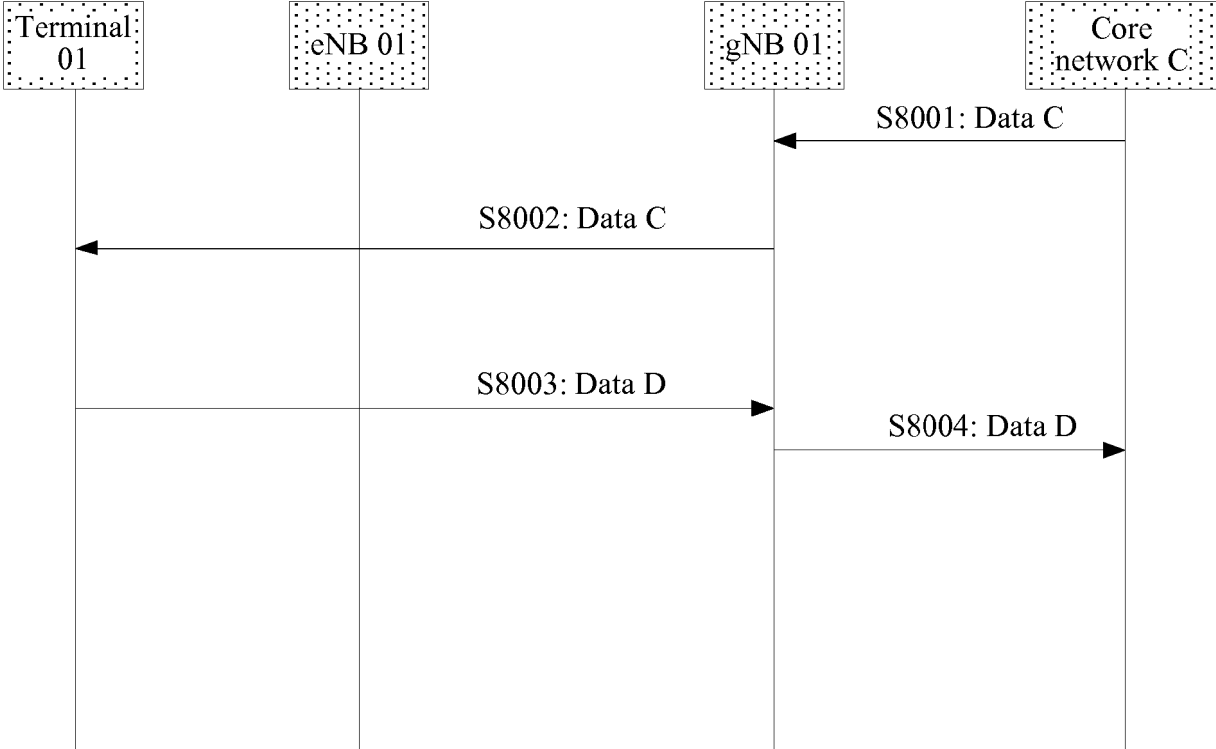 Terminal
01
eNB 01
gNB 01
Core
network C
S8001: Data C
S8002: Data C
S8003: Data D
S8004: Data D